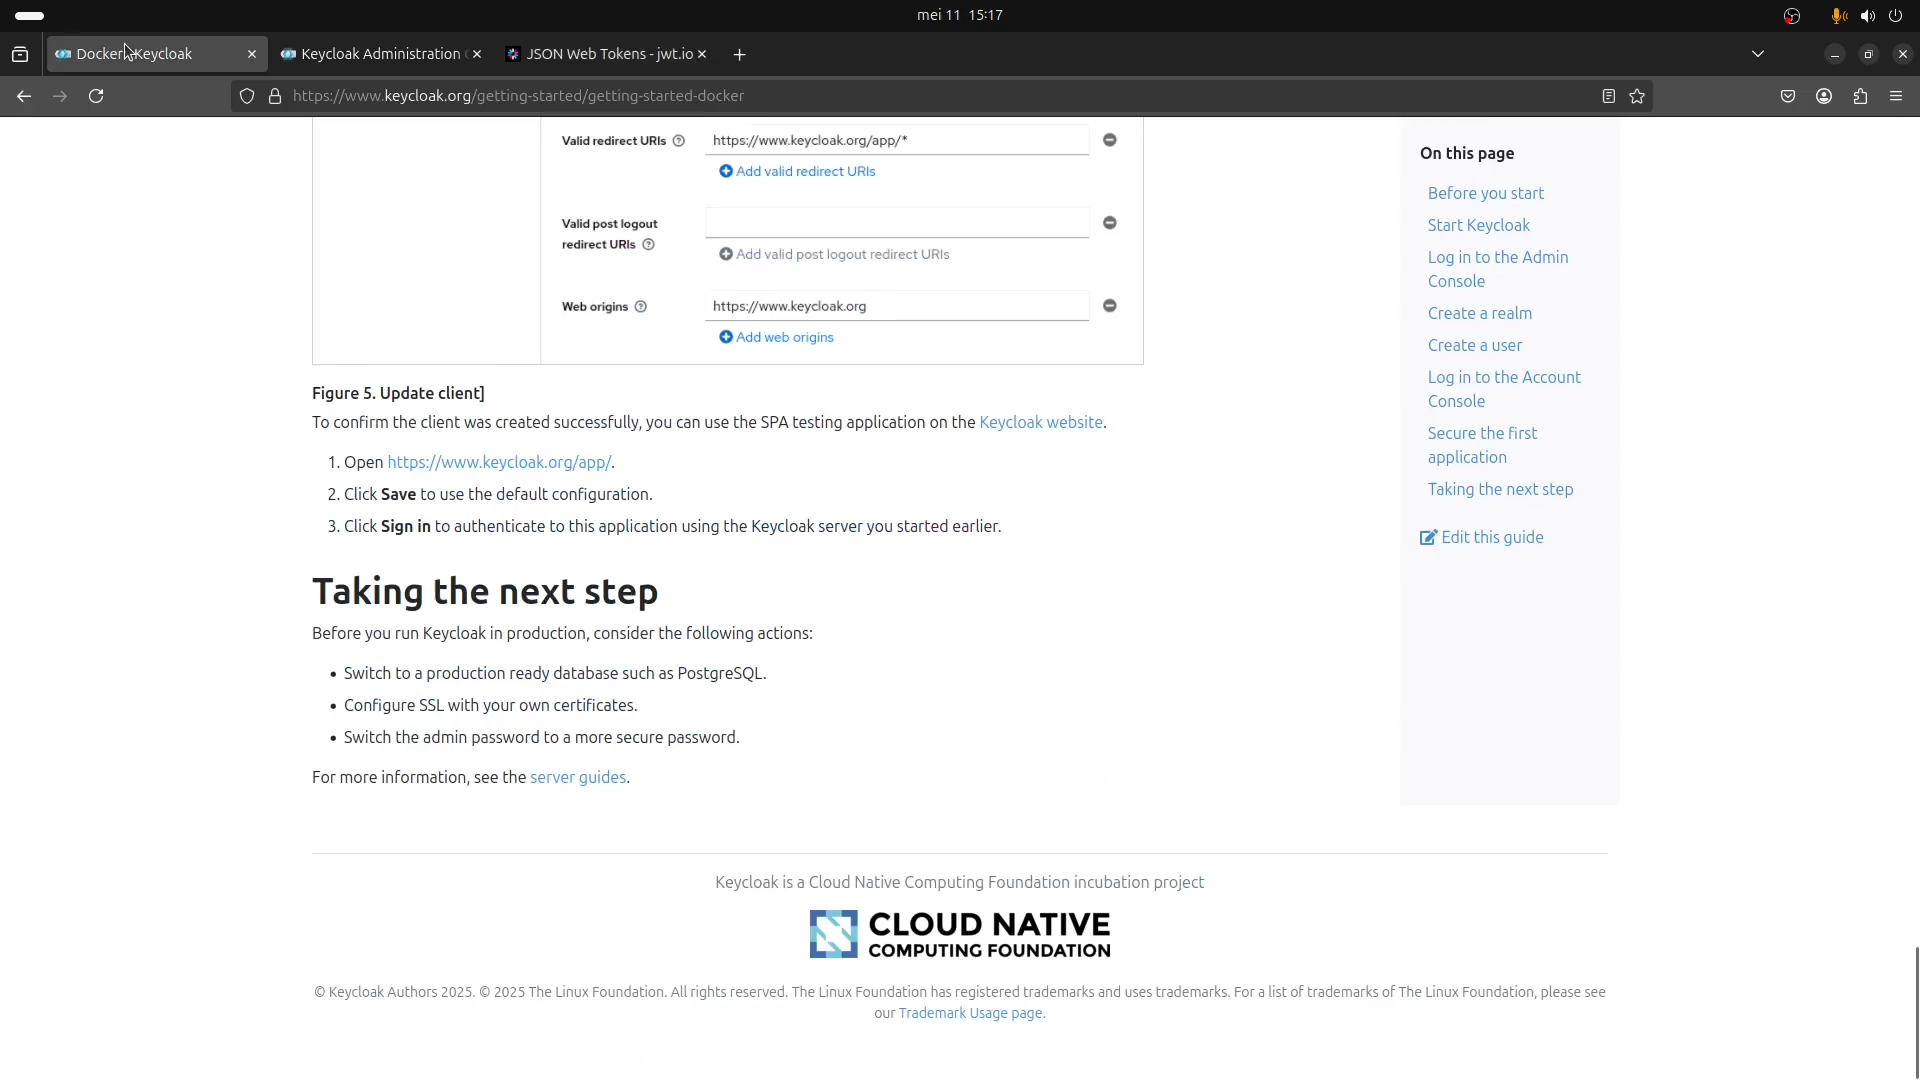 mei 11 15:17
Docker - Keycloak
Keycloak Administration
JSON Web Tokens - jwt.io
https://www.keycloak.org/getting-started/getting-started-docker
Valid redirect URIs
https://www.keycloak.org/app/*
Add valid redirect URIs
Valid post logout
redirect URIs
Add valid post logout redirect URIs
Web origins
https://www.keycloak.org
Add web origins
Figure 5. Update client]
To confirm the client was created successfully, you can use the SPA testing application on the Keycloak website.
1. Open https://www.keycloak.org/app/.
2. Click Save to use the default configuration.
3. Click Sign in to authenticate to this application using the Keycloak server you started earlier.
Taking the next step
Before you run Keycloak in production, consider the following actions:
• Switch to a production ready database such as PostgreSQL.
• Configure SSL with your own certificates.
• Switch the admin password to a more secure password.
For more information, see the server guides.
On this page
Before you start
Start Keycloak
Log in to the Admin
Console
Create a realm
Create a user
Log in to the Account
Console
Secure the first
application
Taking the next step
Edit this guide
Keycloak is a Cloud Native Computing Foundation incubation project
CLOUD NATIVE
COMPUTING FOUNDATION
© Keycloak Authors 2025. © 2025 The Linux Foundation. All rights reserved. The Linux Foundation has registered trademarks and uses trademarks. For a list of trademarks of The Linux Foundation, please see
our Trademark Usage page.